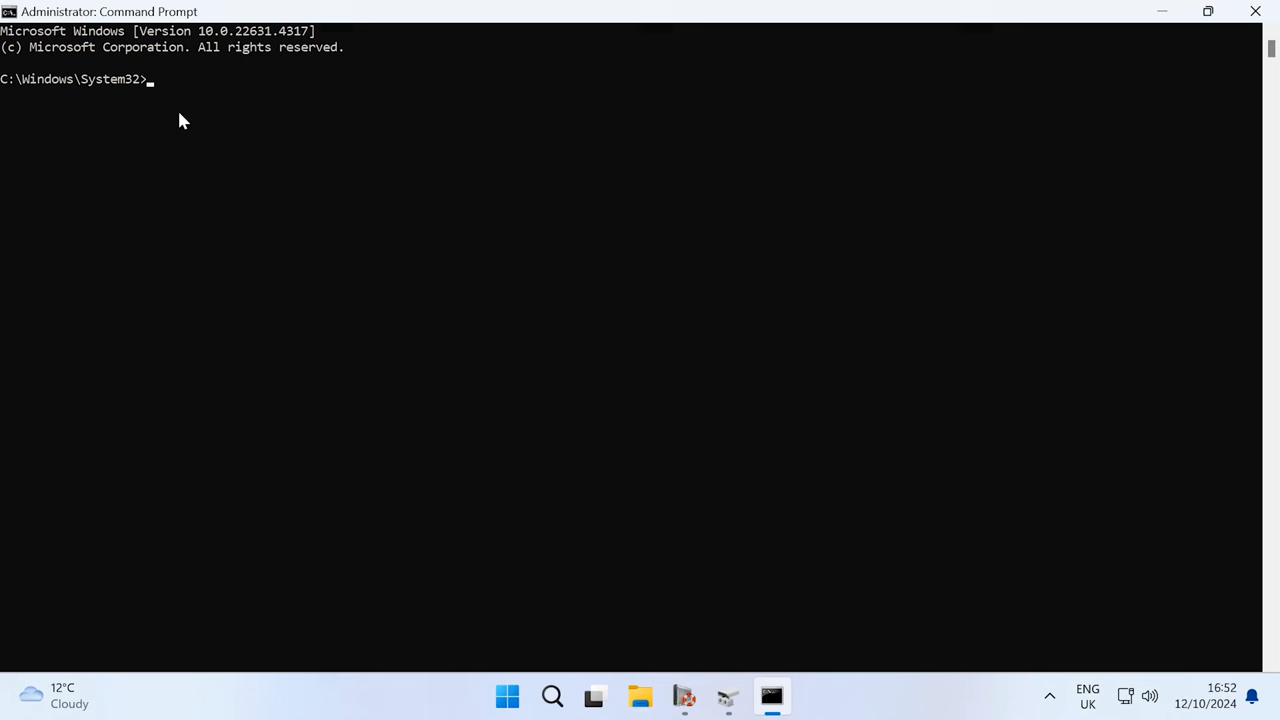 Administrator: Command Prompt
Microsoft Windows [Version 10.0.22631.4317]
(c) Microsoft Corporation. All rights reserved.
C:\Windows\System32>
12°C
Cloudy
ENG
UK
16:52
12/10/2024